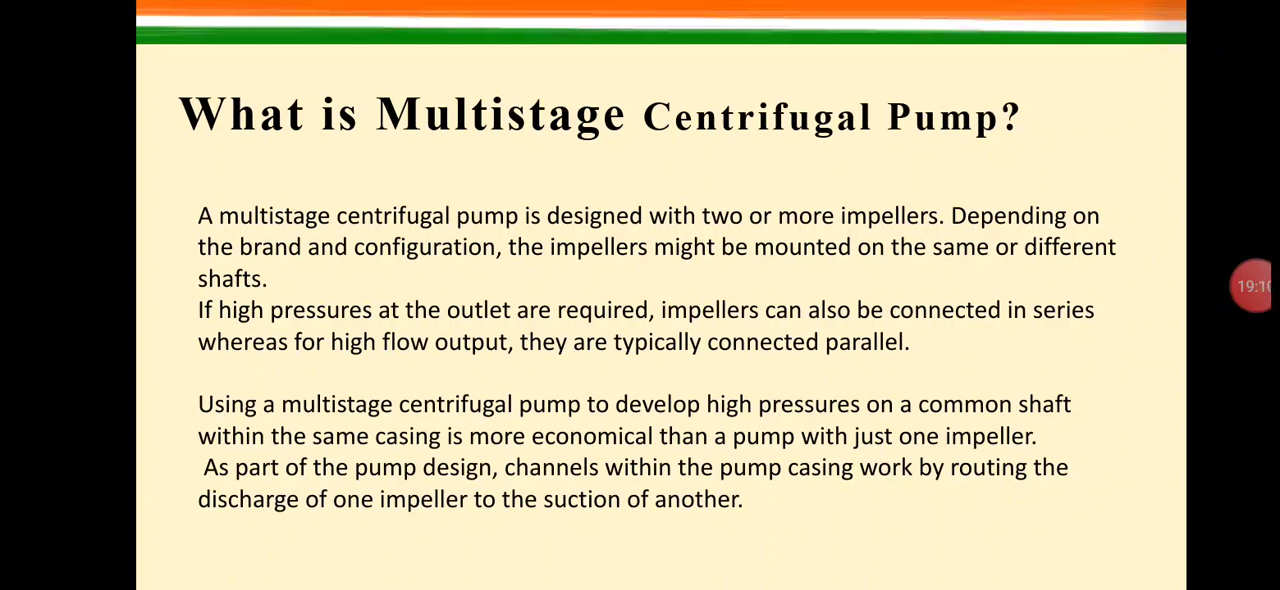 What is Multistage Centrifugal Pump?
A multistage centrifugal pump is designed with two or more impellers. Depending on
the brand and configuration, the impellers might be mounted on the same or different
shafts.
If high pressures at the outlet are required, impellers can also be connected in series
whereas for high flow output, they are typically connected parallel.
Using a multistage centrifugal pump to develop high pressures on a common shaft
within the same casing is more economical than a pump with just one impeller.
As part of the pump design, channels within the pump casing work by routing the
discharge of one impeller to the suction of another.
19:10